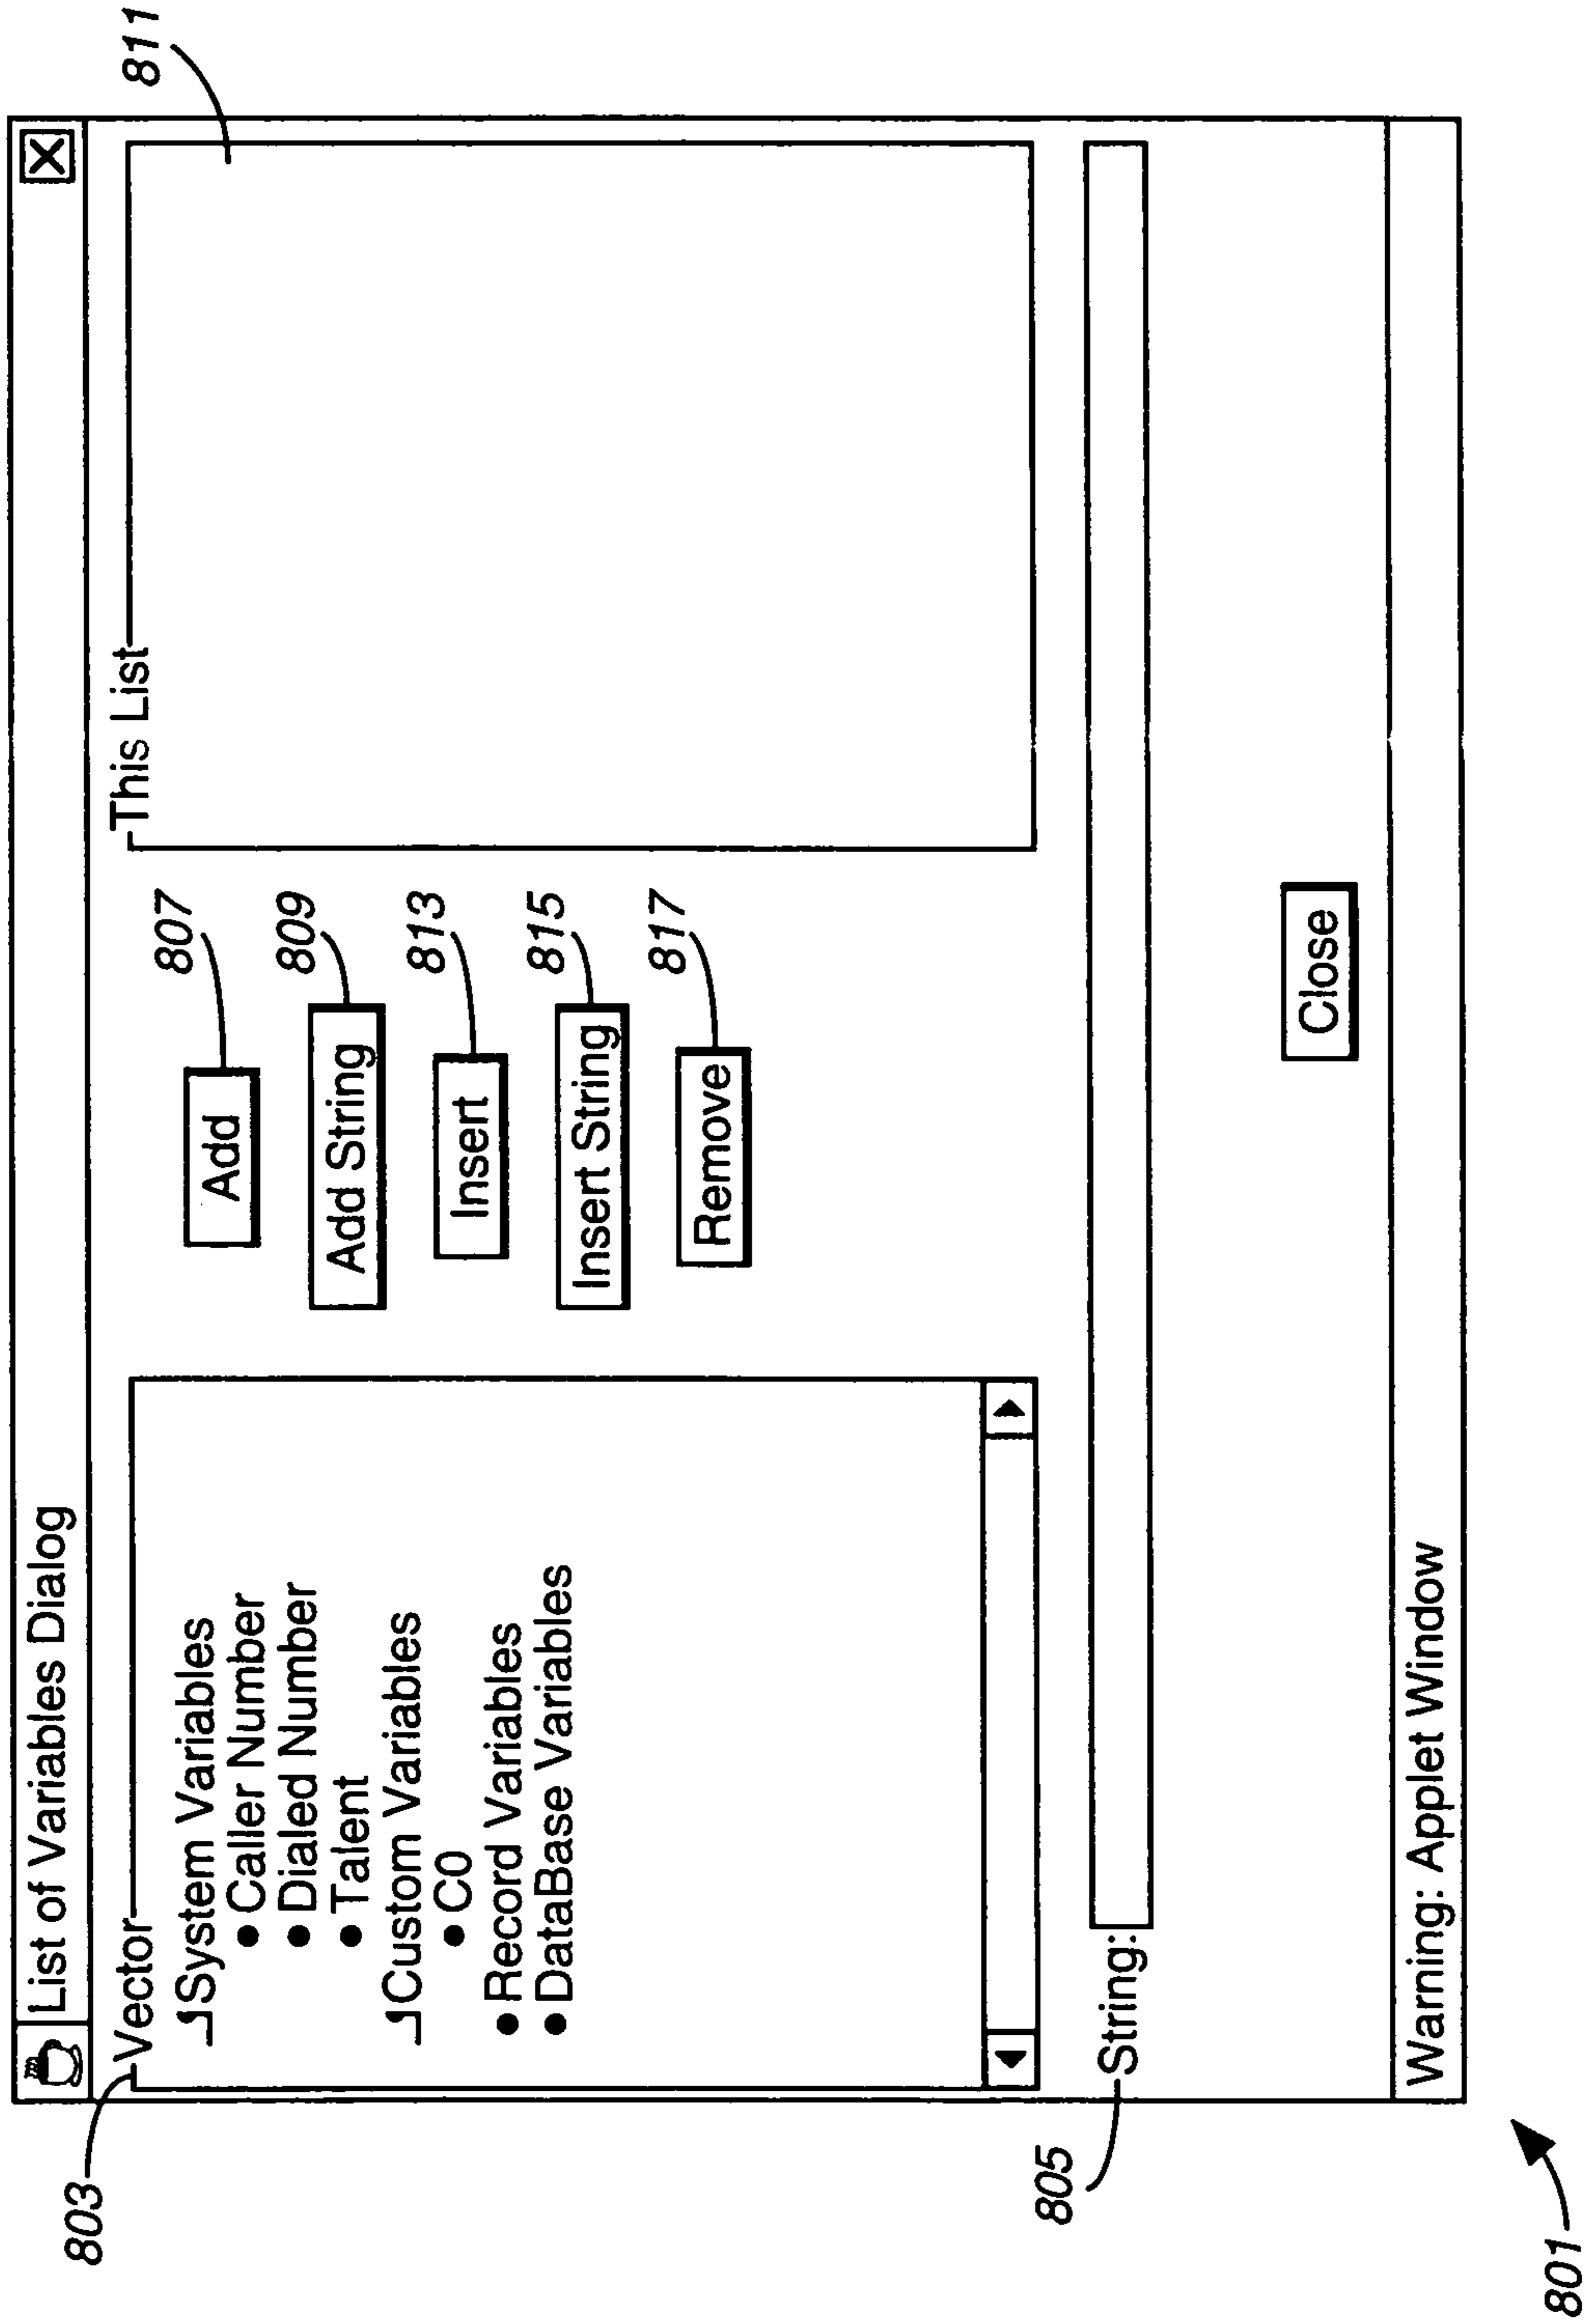 List of Variables Dialog
803
Vector
System Variables
Caller Number
Dialed Number
Talent
Custom Variables
C0
Record Variables
DataBase Variables
Add
807
Add String
809
Insert
813
Insert String
815
Remove
817
This List
811
805
String:
Close
Warning: Applet Window
801